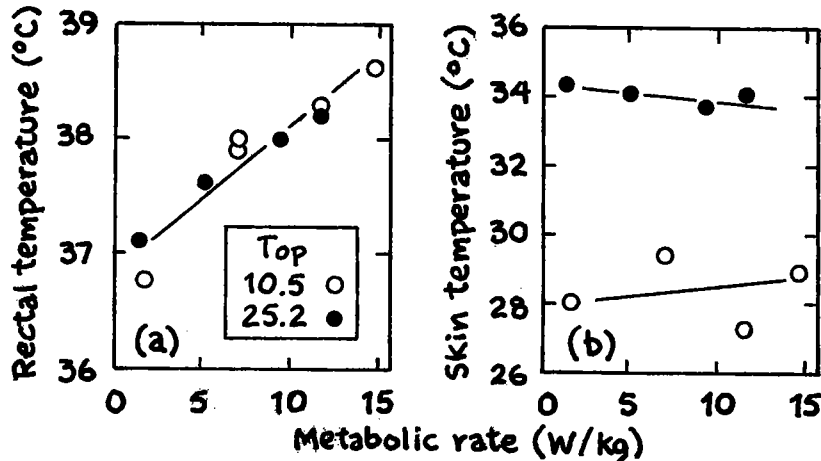 Rectal temperature (°C)
39
38
37
36
Top
10.5
25.2
(a)
0 5 10 15
Skin temperature (°C)
36
34
32
30
28
26
(b)
0 5 10 15
Metabolic rate (W/kg)